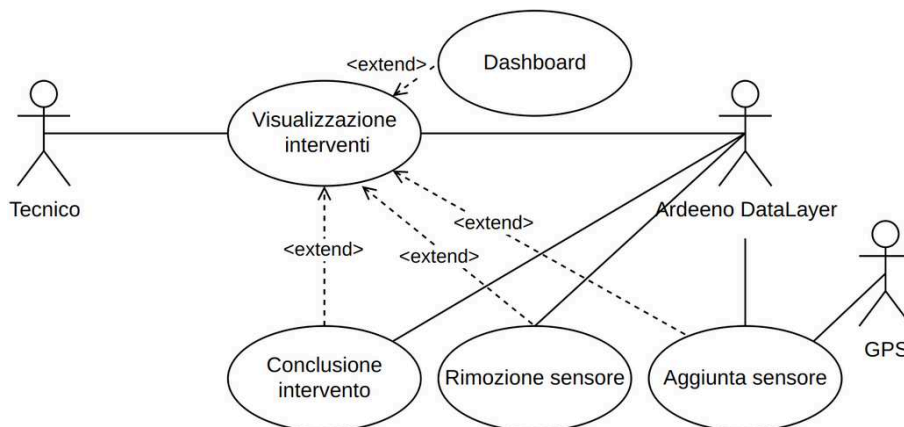 Dashboard
<extend>
Visualizzazione
interventi
Tecnico
Ardeeno DataLayer
<extend>
<extend>
<extend>
GPS
Conclusione
intervento
Rimozione sensore
Aggiunta sensore